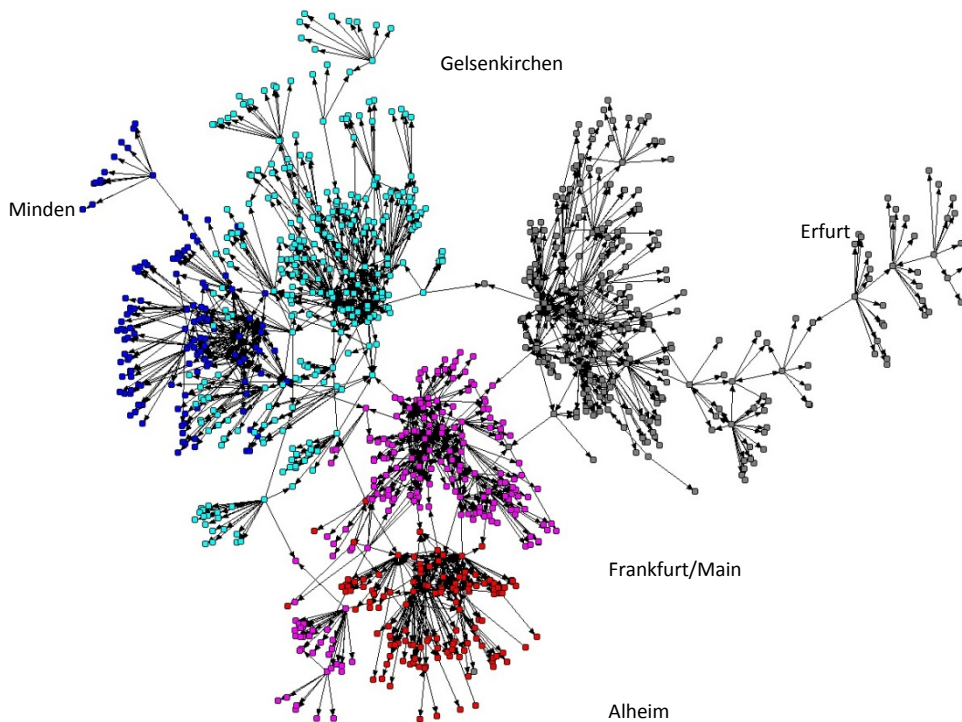 Gelsenkirchen
Minden
Erfurt
Frankfurt/Main
Alheim